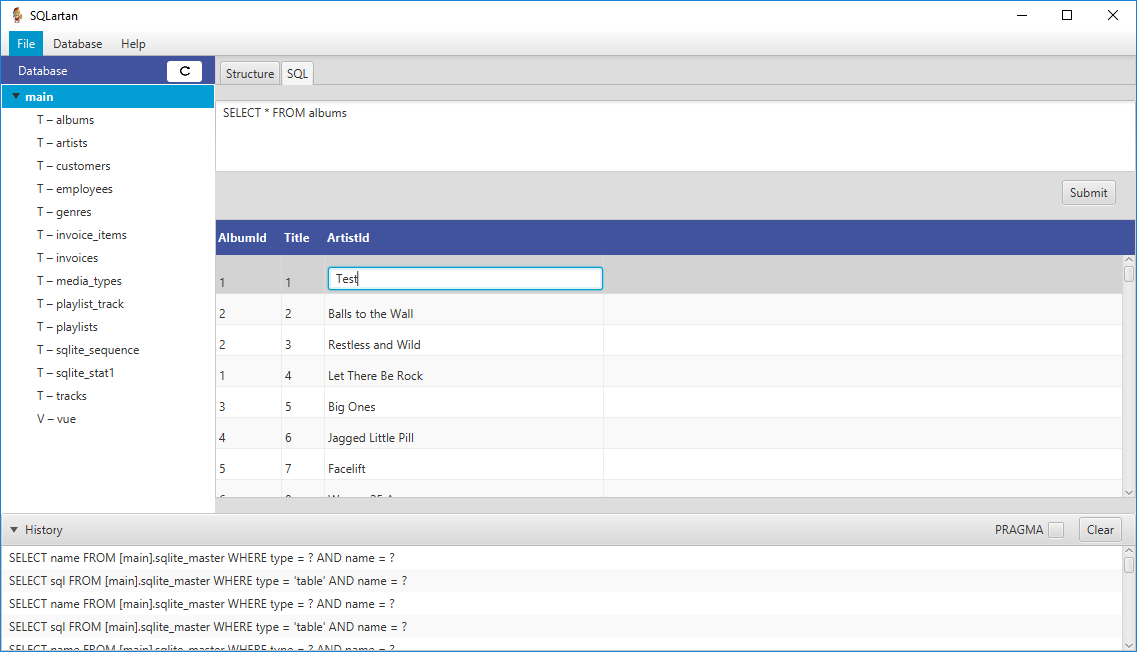 SQLartan
File Database Help
Database
Structure SQL
main
T – albums
T – artists
T – customers
T – employees
T – genres
T – invoice_items
T – invoices
T – media_types
T – playlist_track
T – playlists
T – sqlite_sequence
T – sqlite_stat1
T – tracks
V – vue
SELECT * FROM albums
Submit
AlbumId Title ArtistId
1 1 Test
2 2 Balls to the Wall
2 3 Restless and Wild
1 4 Let There Be Rock
3 5 Big Ones
4 6 Jagged Little Pill
5 7 Facelift
History PRAGMA Clear
SELECT name FROM [main].sqlite_master WHERE type = ? AND name = ?
SELECT sql FROM [main].sqlite_master WHERE type = 'table' AND name = ?
SELECT name FROM [main].sqlite_master WHERE type = ? AND name = ?
SELECT sql FROM [main].sqlite_master WHERE type = 'table' AND name = ?
SELECT name FROM [main].sqlite_master WHERE type = ? AND name = ?